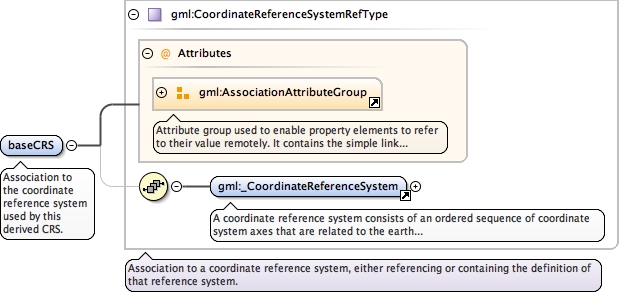 gml:CoordinateReferenceSystemRefType
@ Attributes
gml:AssociationAttributeGroup
Attribute group used to enable property elements to refer
to their value remotely. It contains the simple link...
baseCRS
Association to
the coordinate
reference system
used by this
derived CRS.
gml:_CoordinateReferenceSystem
A coordinate reference system consists of an ordered sequence of coordinate
system axes that are related to the earth...
Association to a coordinate reference system, either referencing or containing the definition of
that reference system.